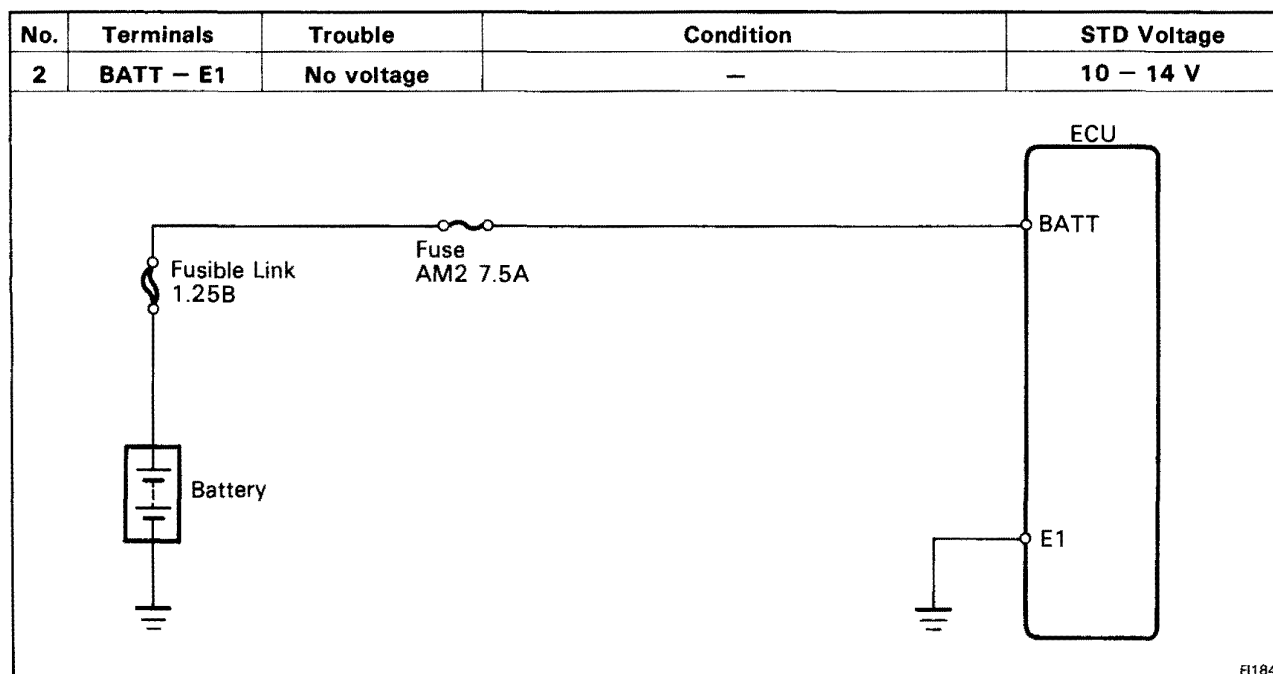 No. Terminals Trouble Condition STD Voltage
2 BATT – E1 No voltage — 10 – 14 V
ECU
BATT
Fuse
AM2 7.5A
Fusible Link
1.25B
Battery
E1